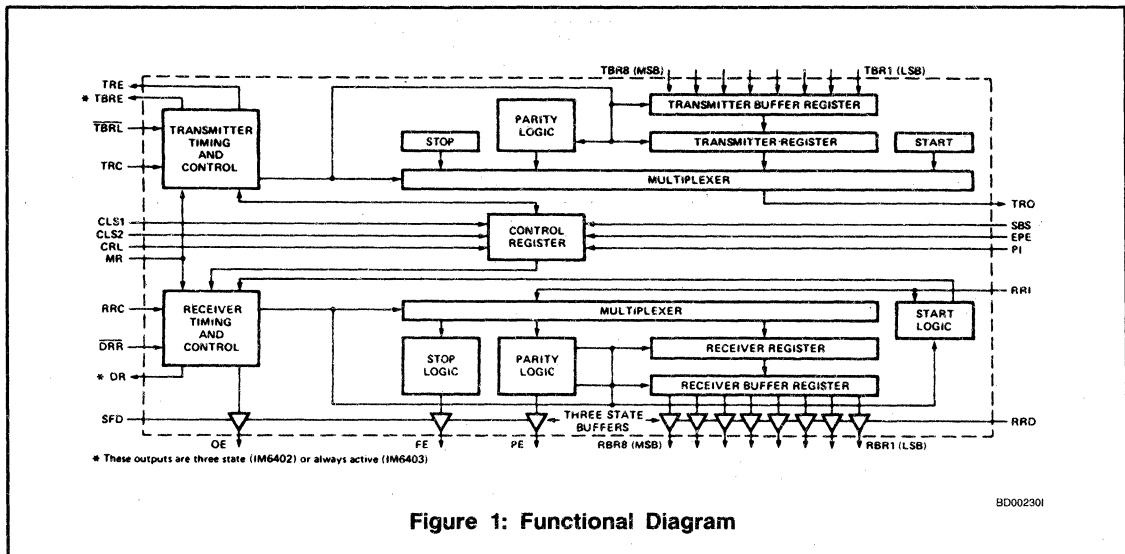 TBR8 (MSB) TBR1 (LSB)
TRE
* TBRE
TBRL
TRC
TRANSMITTER
TIMING
AND
CONTROL
STOP
PARITY
LOGIC
TRANSMITTER BUFFER REGISTER
TRANSMITTER REGISTER
START
MULTIPLEXER
TRO
CLS1
CLS2
CRL
MR
CONTROL
REGISTER
SBS
EPE
PI
RRC
DRR
* DR
SFD
RECEIVER
TIMING
AND
CONTROL
MULTIPLEXER
RRI
START
LOGIC
STOP
LOGIC
PARITY
LOGIC
RECEIVER REGISTER
RECEIVER BUFFER REGISTER
THREE STATE
BUFFERS
RRD
OE FE PE RBR8 (MSB) RBR1 (LSB)
* These outputs are three state (IM6402) or always active (IM6403)
BD00230I
Figure 1: Functional Diagram